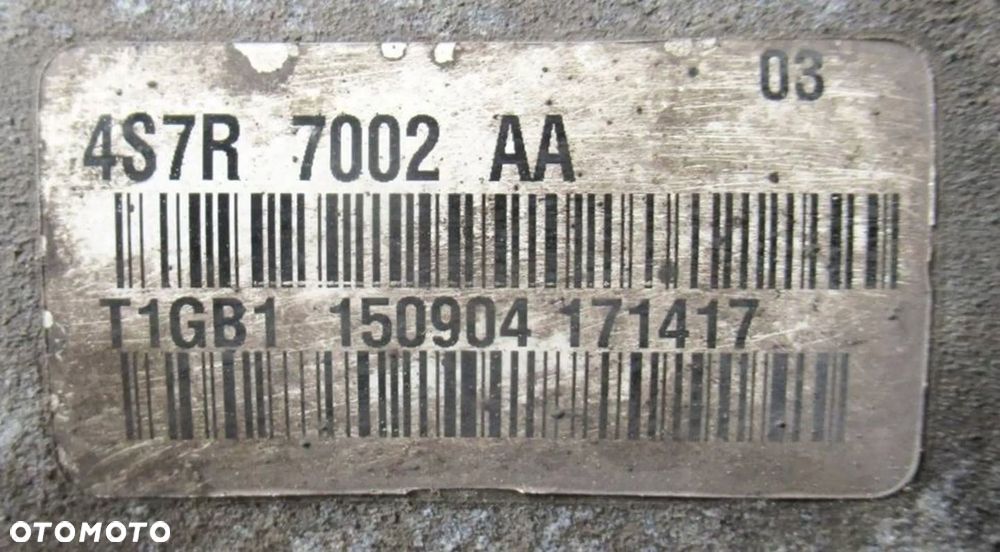 03
4S7R 7002 AA
T1GB1 150904 171417
OTOMOTO